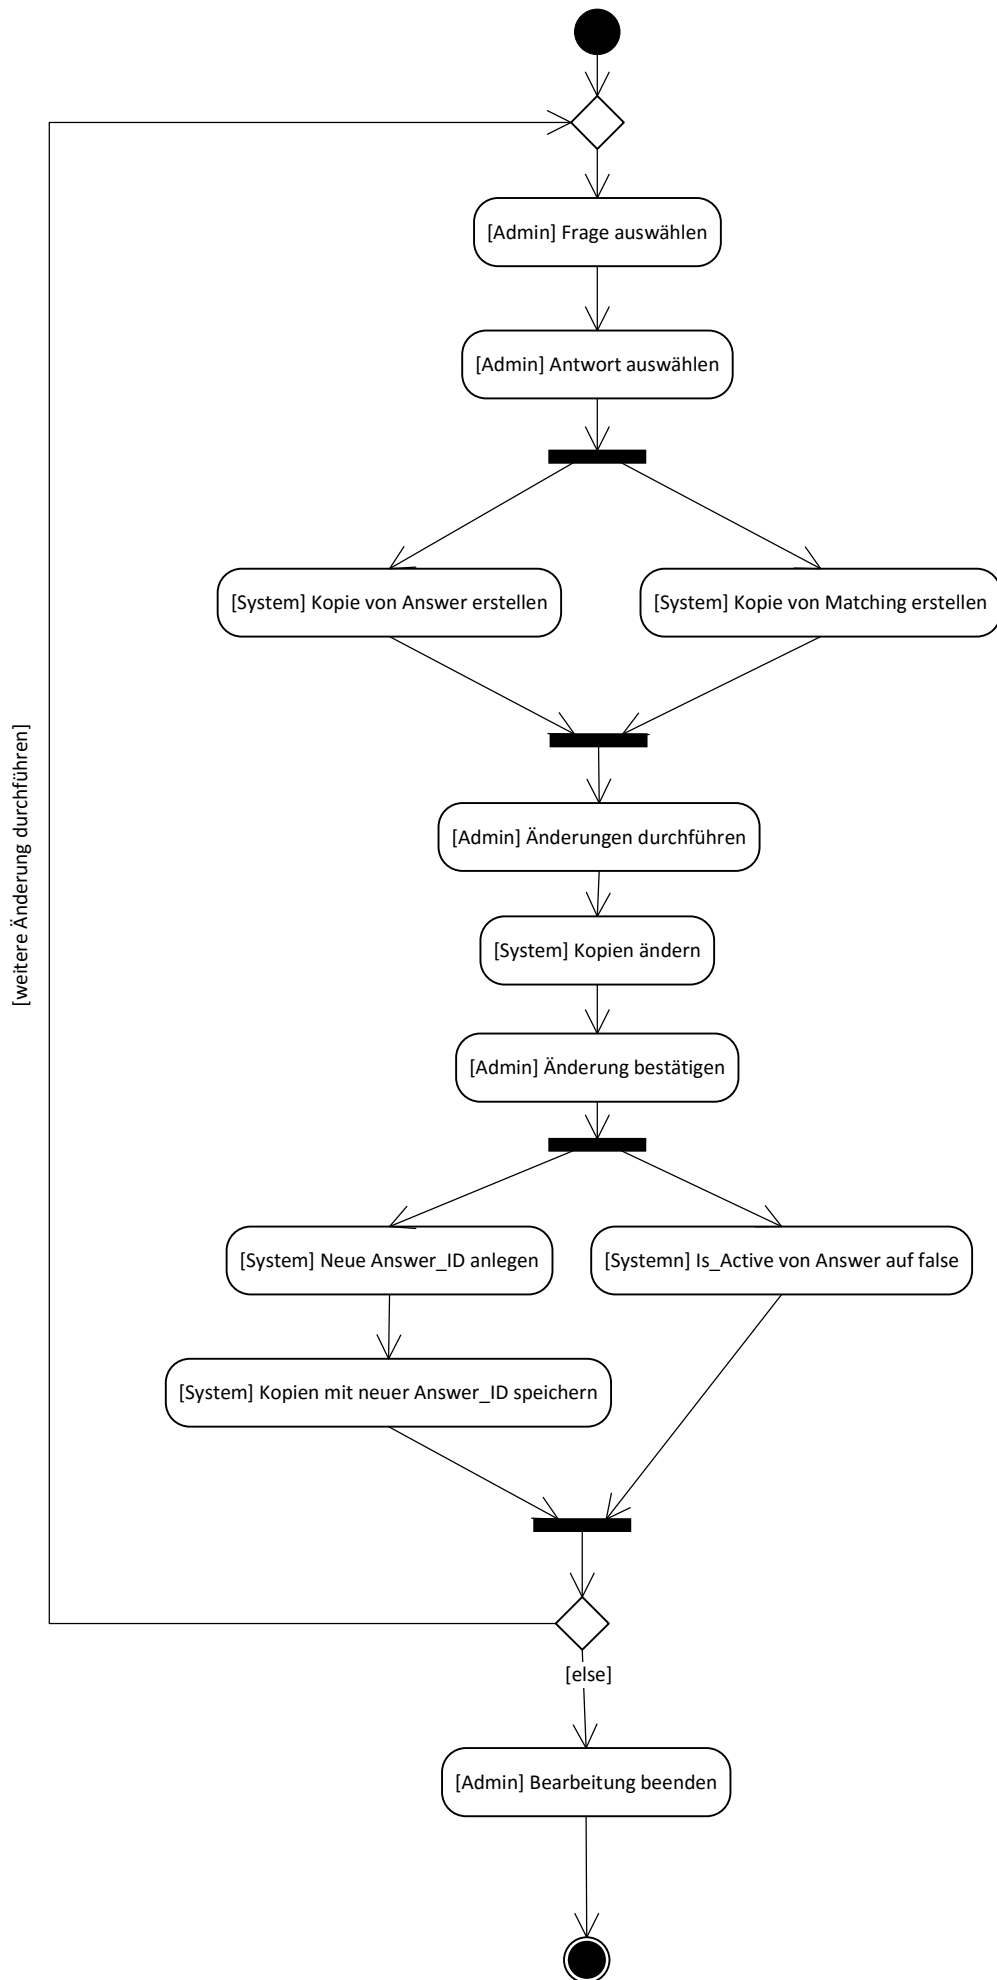 [Admin] Frage auswählen
[Admin] Antwort auswählen
[System] Kopie von Answer erstellen
[System] Kopie von Matching erstellen
[weitere Änderung durchführen]
[Admin] Änderungen durchführen
[System] Kopien ändern
[Admin] Änderung bestätigen
[System] Neue Answer_ID anlegen
[Systemn] Is_Active von Answer auf false
[System] Kopien mit neuer Answer_ID speichern
[else]
[Admin] Bearbeitung beenden